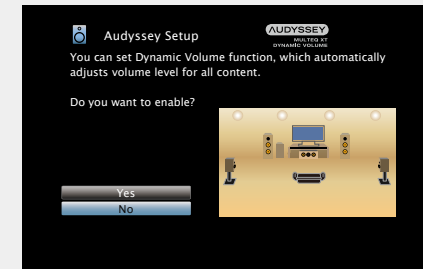 Audyssey Setup
AUDYSSEY
MULTEQ XT
DYNAMIC VOLUME
You can set Dynamic Volume function, which automatically
adjusts volume level for all content.
Do you want to enable?
Yes
No